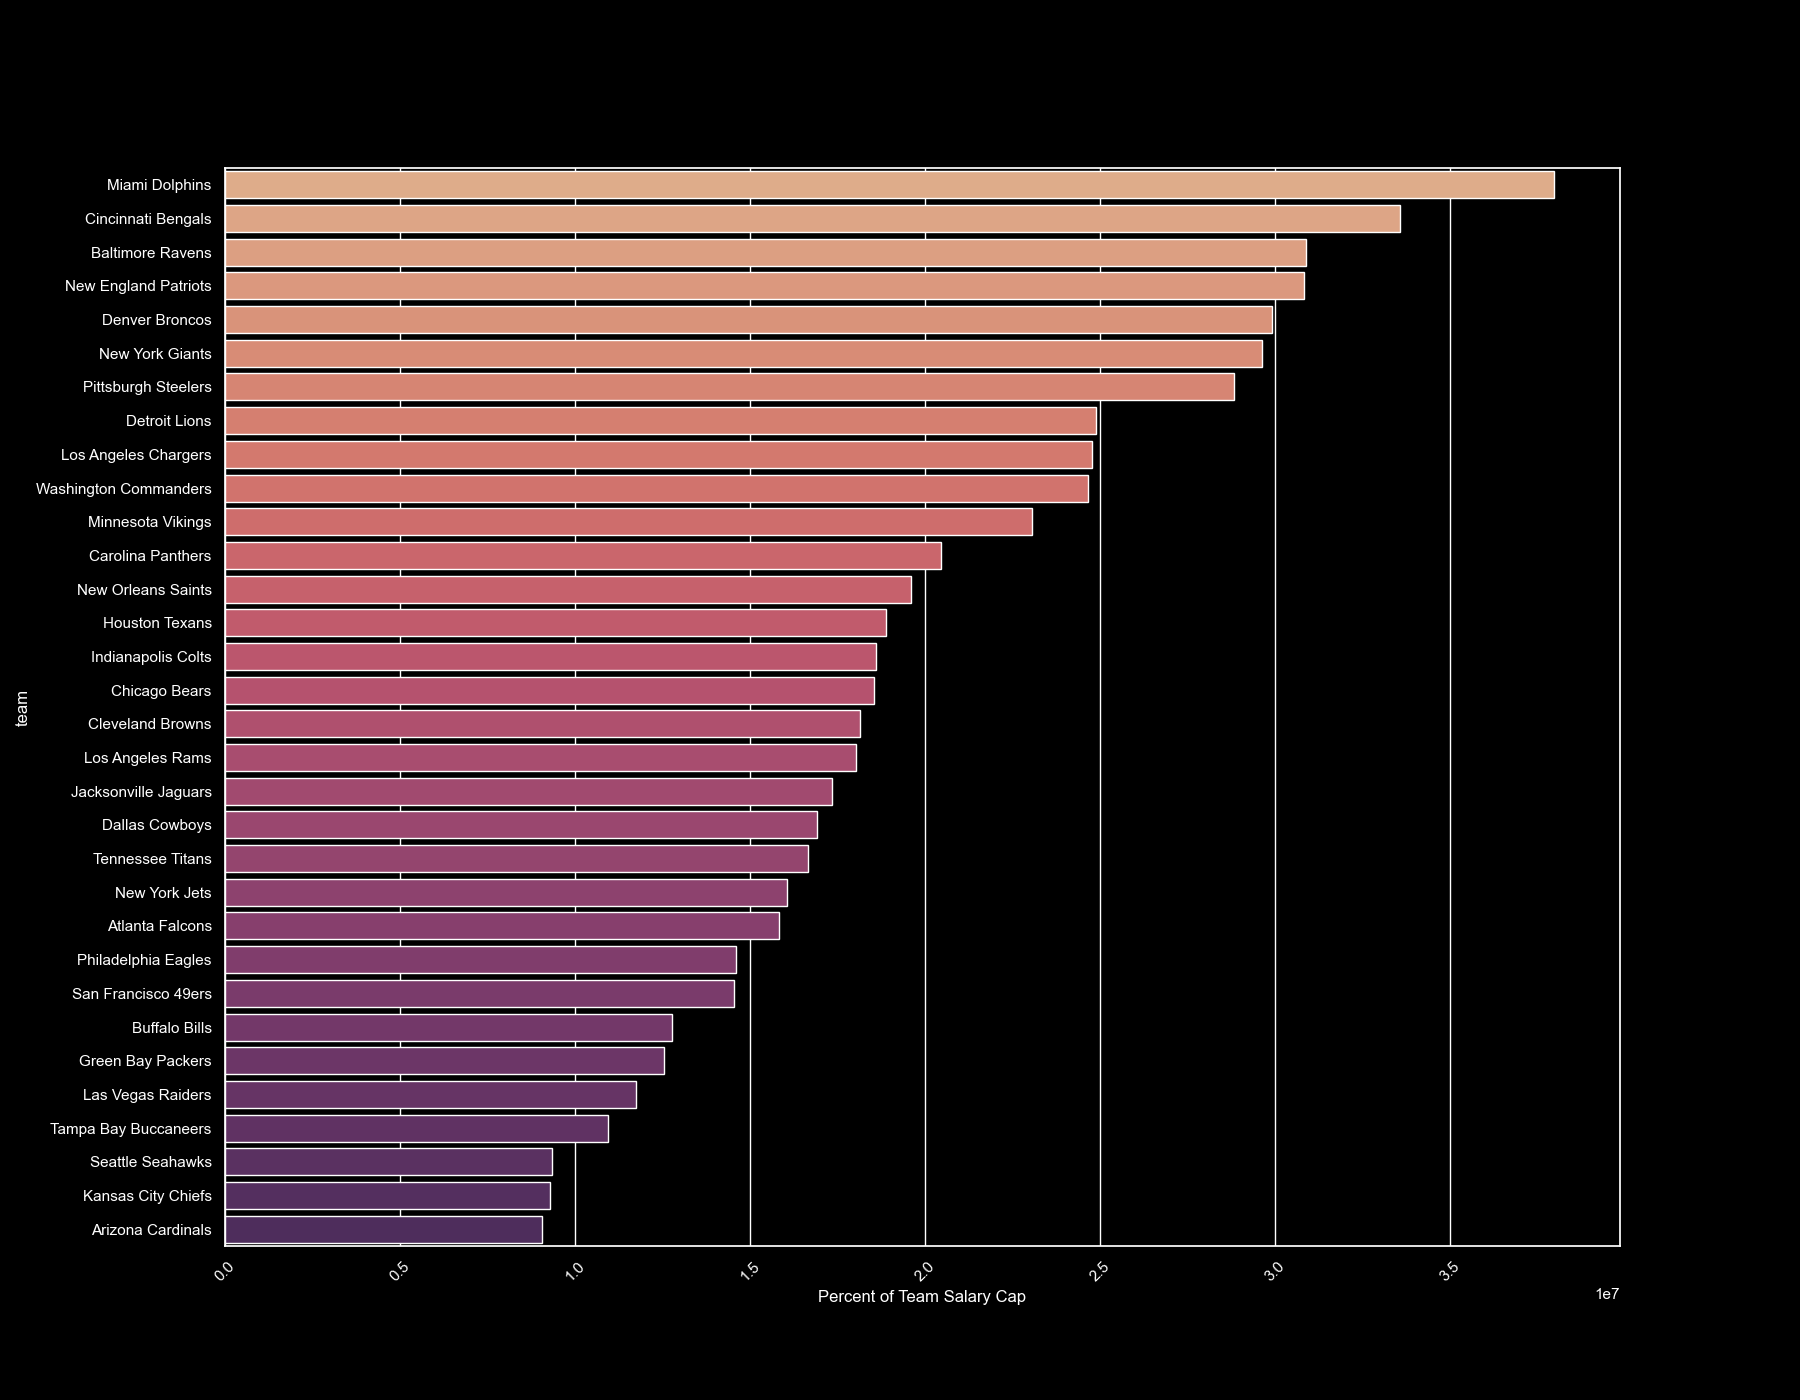 Miami Dolphins
Cincinnati Bengals
Baltimore Ravens
New England Patriots
Denver Broncos
New York Giants
Pittsburgh Steelers
Detroit Lions
Los Angeles Chargers
Washington Commanders
Minnesota Vikings
Carolina Panthers
New Orleans Saints
Houston Texans
Indianapolis Colts
Chicago Bears
Cleveland Browns
Los Angeles Rams
Jacksonville Jaguars
Dallas Cowboys
Tennessee Titans
New York Jets
Atlanta Falcons
Philadelphia Eagles
San Francisco 49ers
Buffalo Bills
Green Bay Packers
Las Vegas Raiders
Tampa Bay Buccaneers
Seattle Seahawks
Kansas City Chiefs
Arizona Cardinals
team
0.0 0.5 1.0 1.5 2.0 2.5 3.0 3.5
1e7
Percent of Team Salary Cap